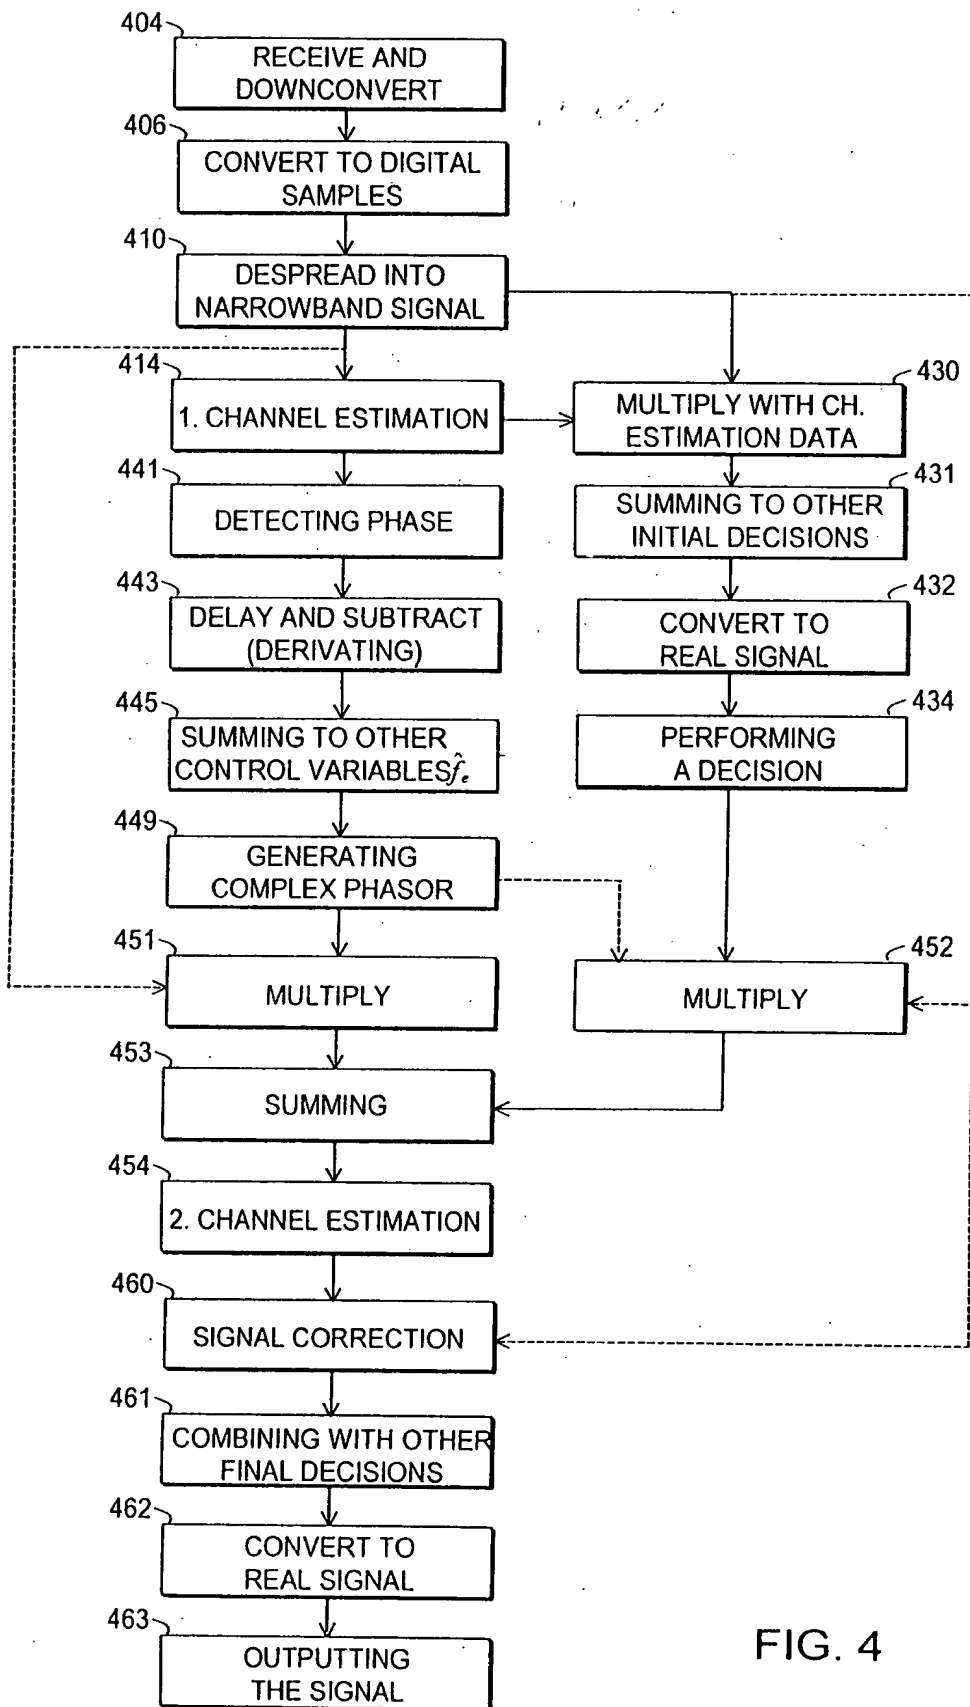 404
RECEIVE AND
DOWNCONVERT
406
CONVERT TO DIGITAL
SAMPLES
410
DESPREAD INTO
NARROWBAND SIGNAL
414
1. CHANNEL ESTIMATION
430
MULTIPLY WITH CH.
ESTIMATION DATA
441
DETECTING PHASE
431
SUMMING TO OTHER
INITIAL DECISIONS
443
DELAY AND SUBTRACT
(DERIVATING)
432
CONVERT TO
REAL SIGNAL
445
SUMMING TO OTHER
CONTROL VARIABLES f̂e
434
PERFORMING
A DECISION
449
GENERATING
COMPLEX PHASOR
451
MULTIPLY
452
MULTIPLY
453
SUMMING
454
2. CHANNEL ESTIMATION
460
SIGNAL CORRECTION
461
COMBINING WITH OTHER
FINAL DECISIONS
462
CONVERT TO
REAL SIGNAL
463
OUTPUTTING
THE SIGNAL
FIG. 4